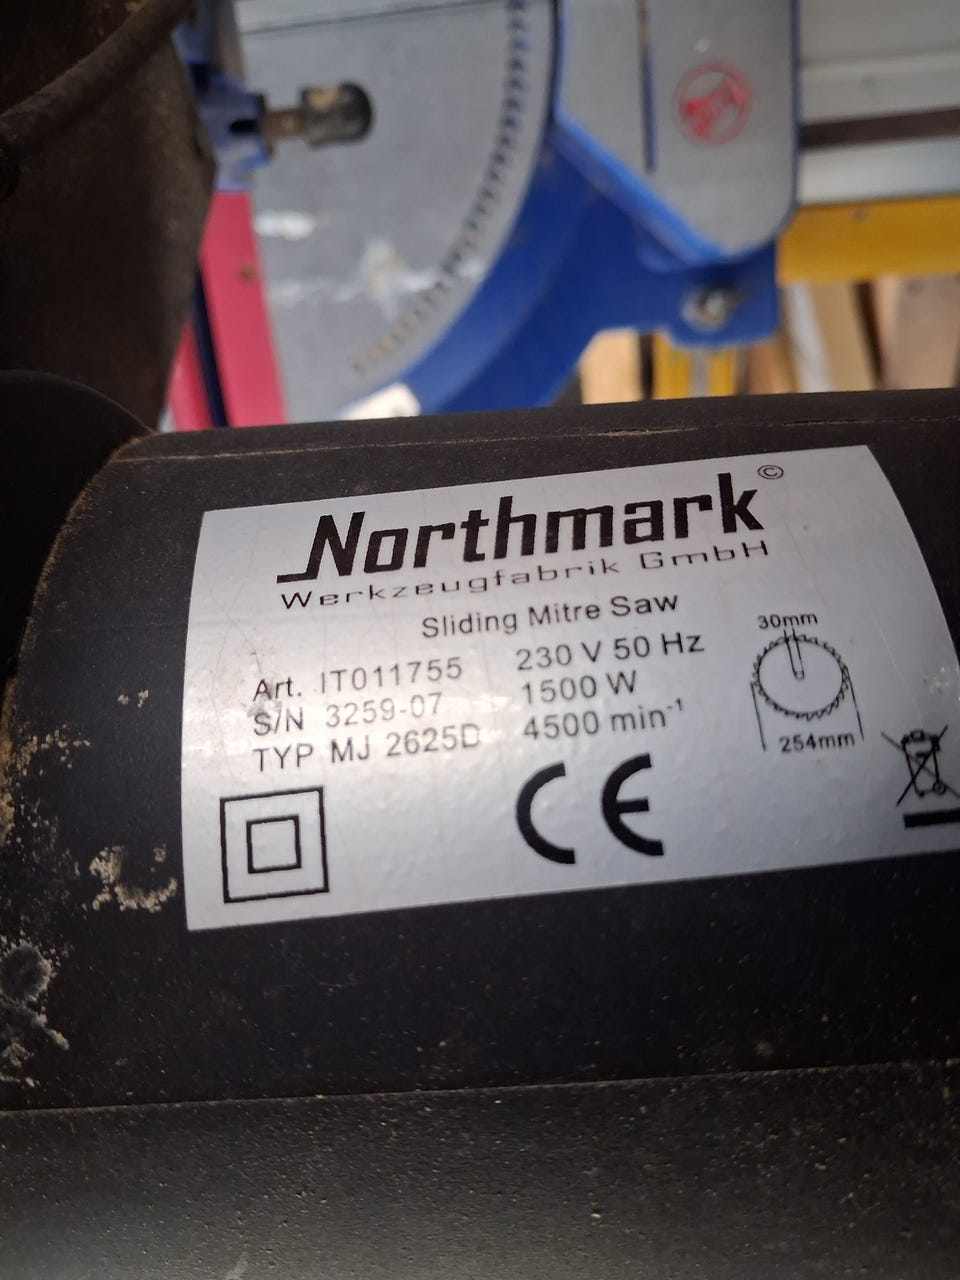 Northmark©
Werkzeugfabrik GmbH
Sliding Mitre Saw
Art. IT011755
S/N 3259-07
TYP MJ 2625D
230 V 50 Hz
1500 W
4500 min⁻¹
30mm
254mm
CE